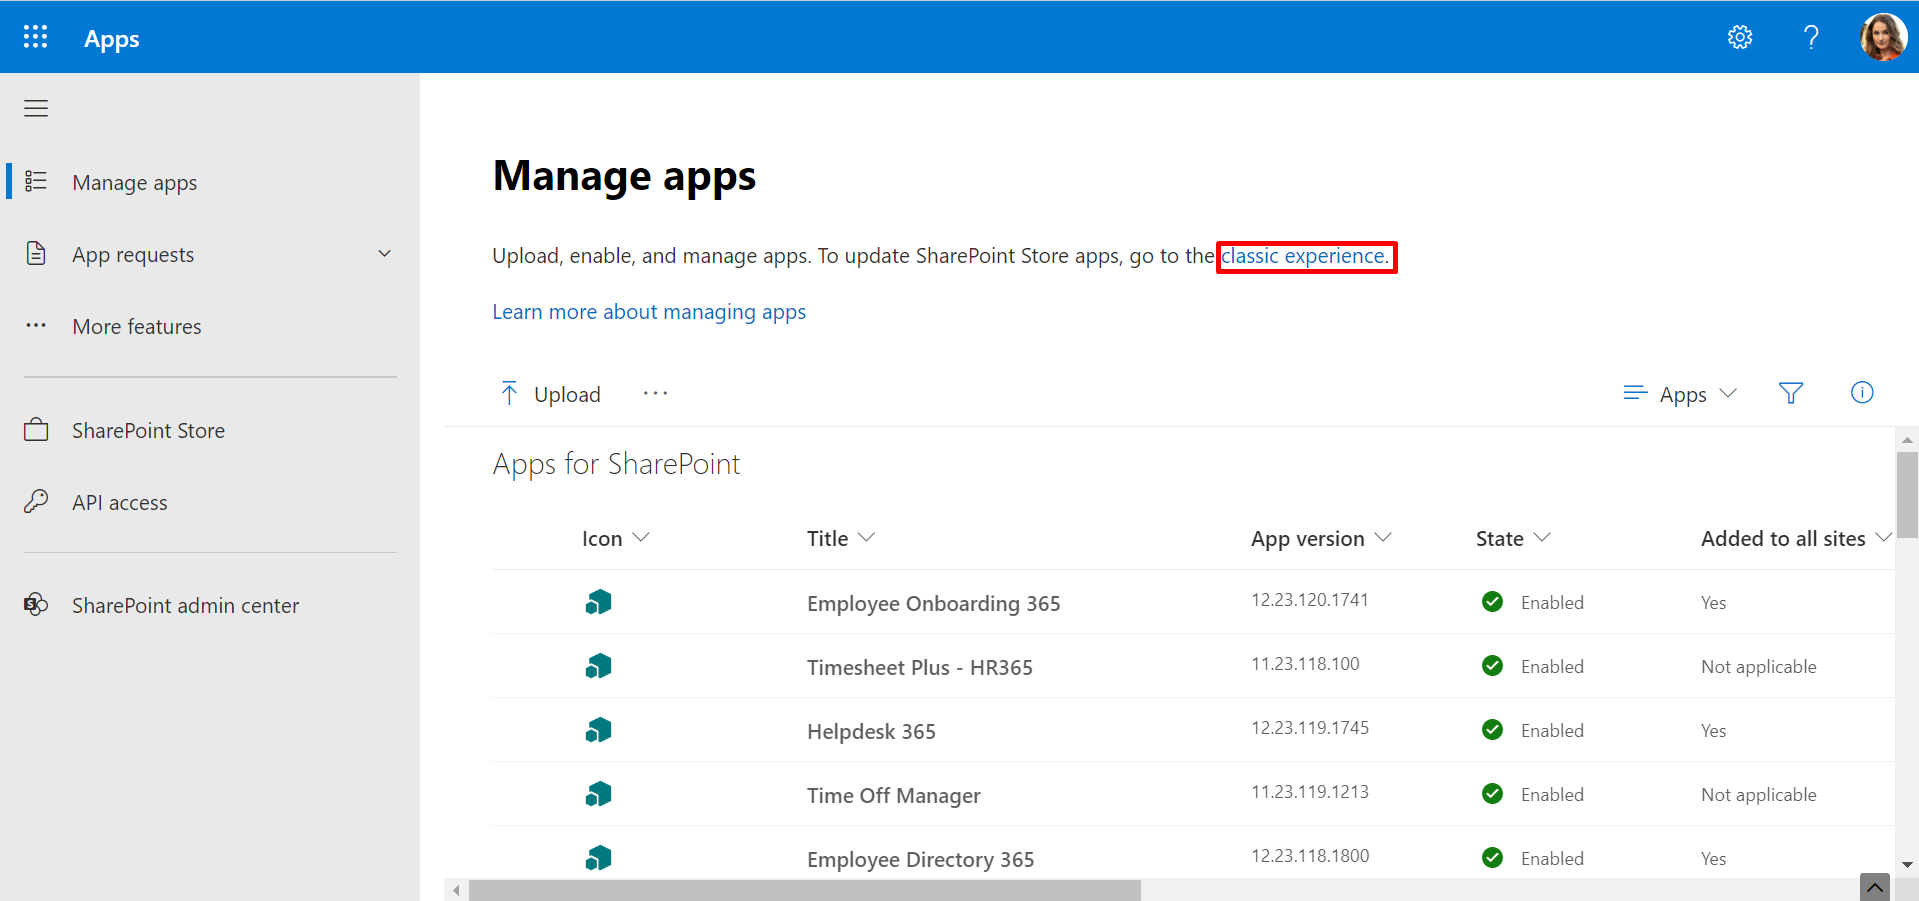 Apps
Manage apps
App requests
More features
SharePoint Store
API access
SharePoint admin center
Manage apps
Upload, enable, and manage apps. To update SharePoint Store apps, go to the classic experience.
Learn more about managing apps
Upload
Apps
Apps for SharePoint
Icon Title App version State Added to all sites
Employee Onboarding 365 12.23.120.1741 Enabled Yes
Timesheet Plus - HR365 11.23.118.100 Enabled Not applicable
Helpdesk 365 12.23.119.1745 Enabled Yes
Time Off Manager 11.23.119.1213 Enabled Not applicable
Employee Directory 365 12.23.118.1800 Enabled Yes